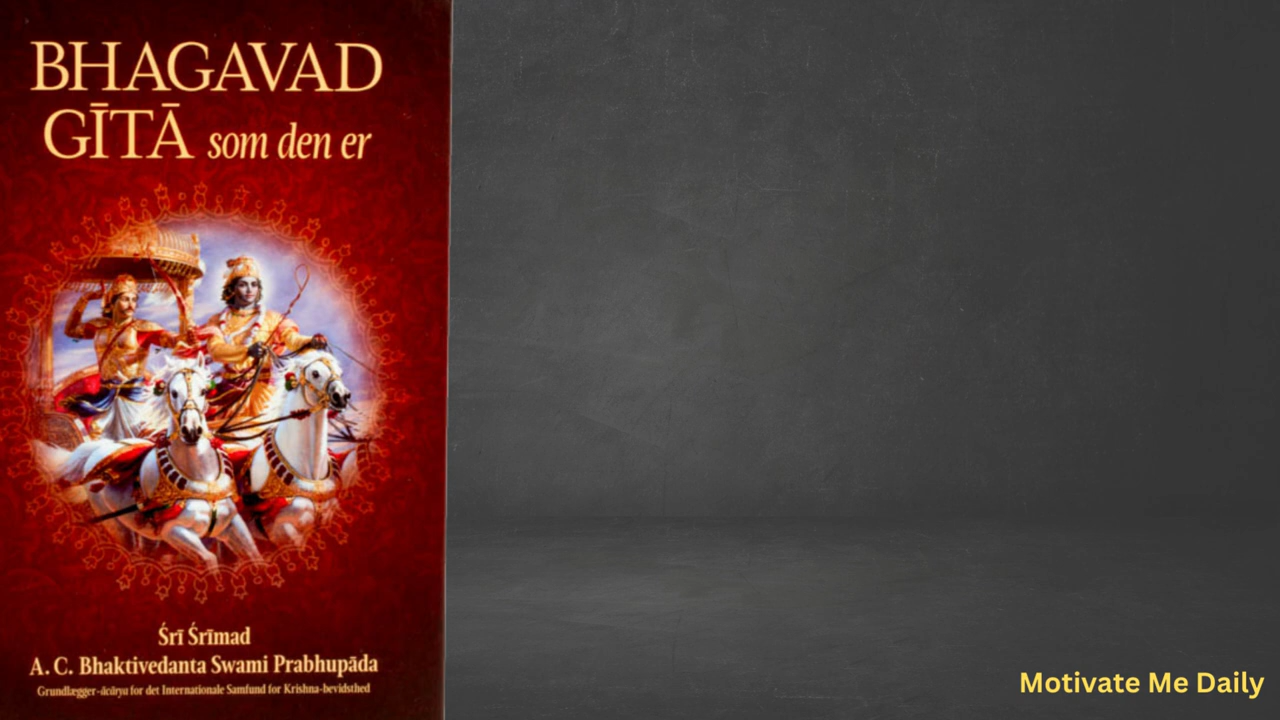 BHAGAVAD
GĪTĀ som den er
Śrī Śrīmad
A. C. Bhaktivedanta Swami Prabhupāda
Grundlægger-ācārya for det Internationale Samfund for Krishna-bevidsthed
Motivate Me Daily